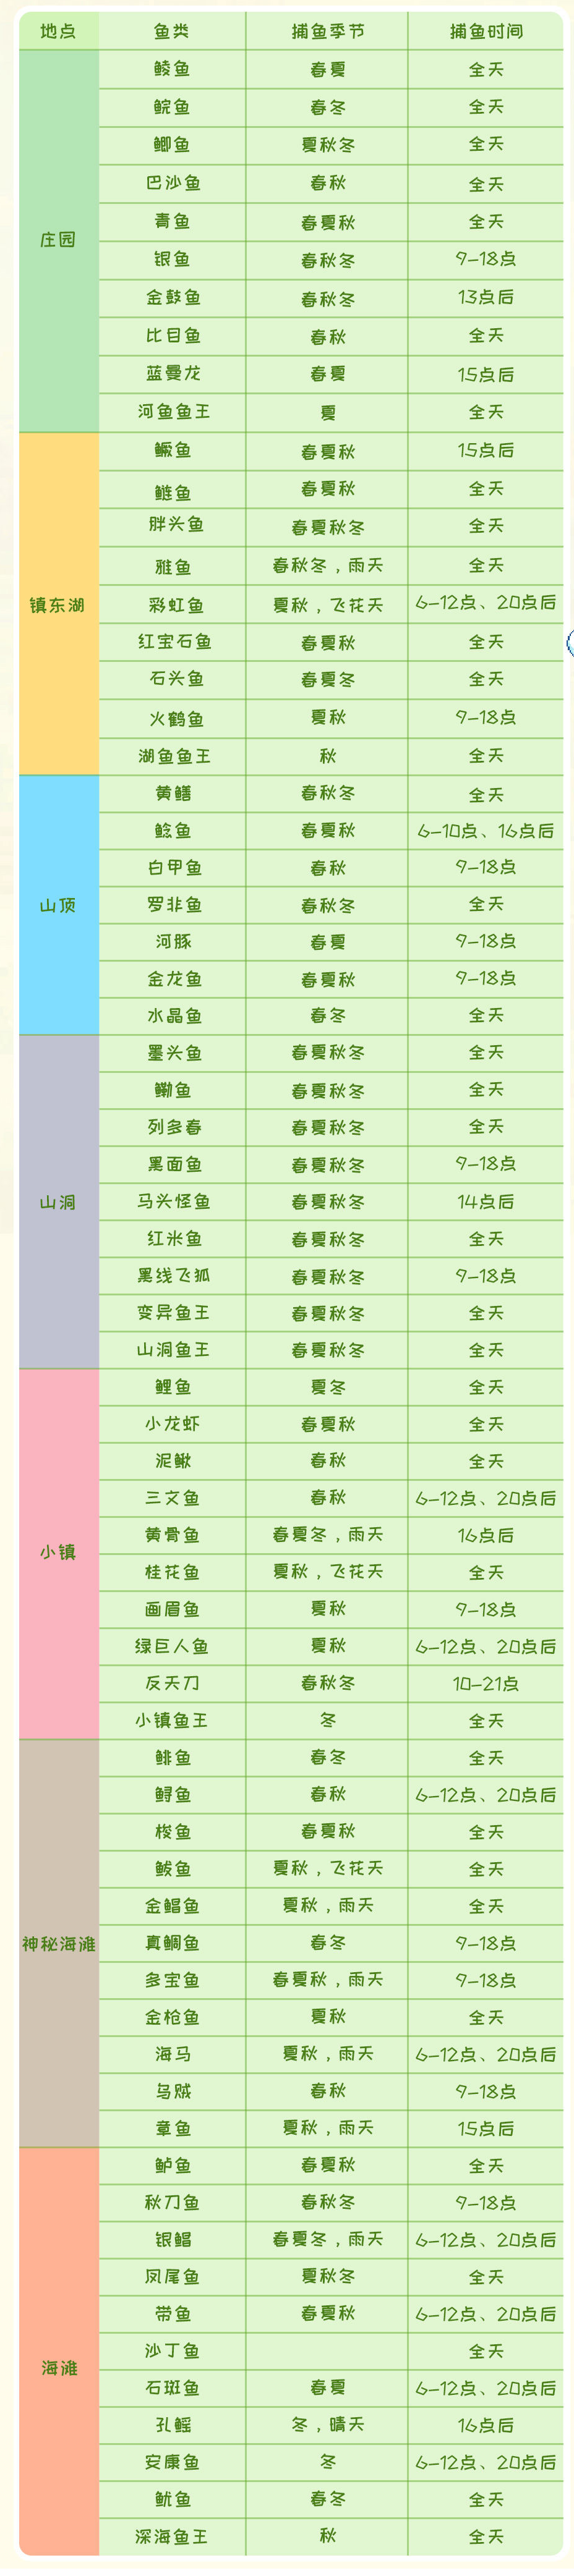 地点 鱼类 捕鱼季节 捕鱼时间
庄园
鲮鱼 春夏 全天
鲩鱼 春冬 全天
鲫鱼 夏秋冬 全天
巴沙鱼 春秋 全天
青鱼 春夏秋 全天
银鱼 春秋冬 9-18点
金鼓鱼 春秋冬 13点后
比目鱼 春秋 全天
蓝曼龙 春夏 15点后
河鱼鱼王 夏 全天
镇东湖
鳜鱼 春夏秋 15点后
鲢鱼 春夏秋 全天
胖头鱼 春夏秋冬 全天
雅鱼 春秋冬，雨天 全天
彩虹鱼 夏秋，飞花天 6-12点、20点后
红宝石鱼 春夏秋 全天
石头鱼 春夏冬 全天
火鹤鱼 夏秋 9-18点
湖鱼鱼王 秋 全天
山顶
黄鳝 春秋冬 全天
鲶鱼 春夏秋 6-10点、16点后
白甲鱼 春秋 9-18点
罗非鱼 春秋冬 全天
河豚 春夏 9-18点
金龙鱼 春夏秋 9-18点
水晶鱼 春冬 全天
山洞
墨头鱼 春夏秋冬 全天
鳓鱼 春夏秋冬 全天
列多春 春夏秋冬 全天
黑面鱼 春夏秋冬 9-18点
马头怪鱼 春夏秋冬 14点后
红米鱼 春夏秋冬 全天
黑线飞狐 春夏秋冬 9-18点
变异鱼王 春夏秋冬 全天
山洞鱼王 春夏秋冬 全天
小镇
鲤鱼 夏冬 全天
小龙虾 春夏秋 全天
泥鳅 春秋 全天
三文鱼 春秋 6-12点、20点后
黄骨鱼 春夏冬，雨天 16点后
桂花鱼 夏秋，飞花天 全天
画眉鱼 夏秋 9-18点
绿巨人鱼 夏秋 6-12点、20点后
反天刀 春秋冬 10-21点
小镇鱼王 冬 全天
神秘海滩
鲱鱼 春冬 全天
鲟鱼 春秋 6-12点、20点后
梭鱼 春夏秋 全天
鲅鱼 夏秋，飞花天 全天
金鲳鱼 夏秋，雨天 全天
真鲷鱼 春冬 9-18点
多宝鱼 春夏秋，雨天 9-18点
金枪鱼 夏秋 全天
海马 夏秋，雨天 6-12点、20点后
乌贼 春秋 9-18点
章鱼 夏秋，雨天 15点后
海滩
鲈鱼 春夏秋 全天
秋刀鱼 春秋冬 9-18点
银鲳 春夏冬，雨天 6-12点、20点后
凤尾鱼 夏秋冬 全天
带鱼 春夏秋 6-12点、20点后
沙丁鱼 全天
石斑鱼 春夏 6-12点、20点后
孔鳐 冬，晴天 16点后
安康鱼 冬 6-12点、20点后
鱿鱼 春冬 全天
深海鱼王 秋 全天